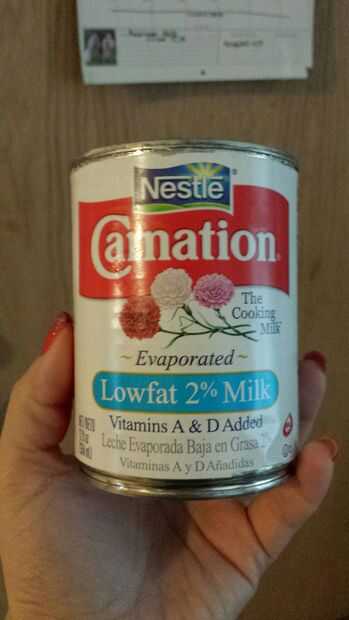 Nestlé
Carnation
The
Cooking
Milk
~ Evaporated ~
Lowfat 2% Milk
Vitamins A & D Added
Leche Evaporada Baja en Grasa 2%
Vitaminas A y D Añadidas